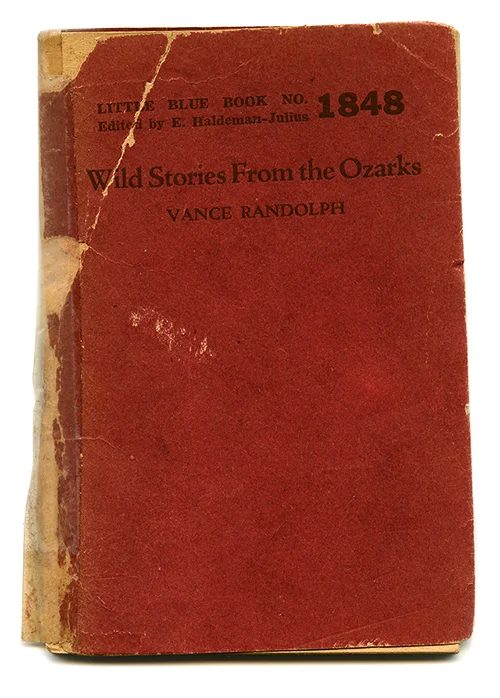 LITTLE BLUE BOOK NO. 1848
Edited by E. Haldeman-Julius
Wild Stories From the Ozarks
VANCE RANDOLPH